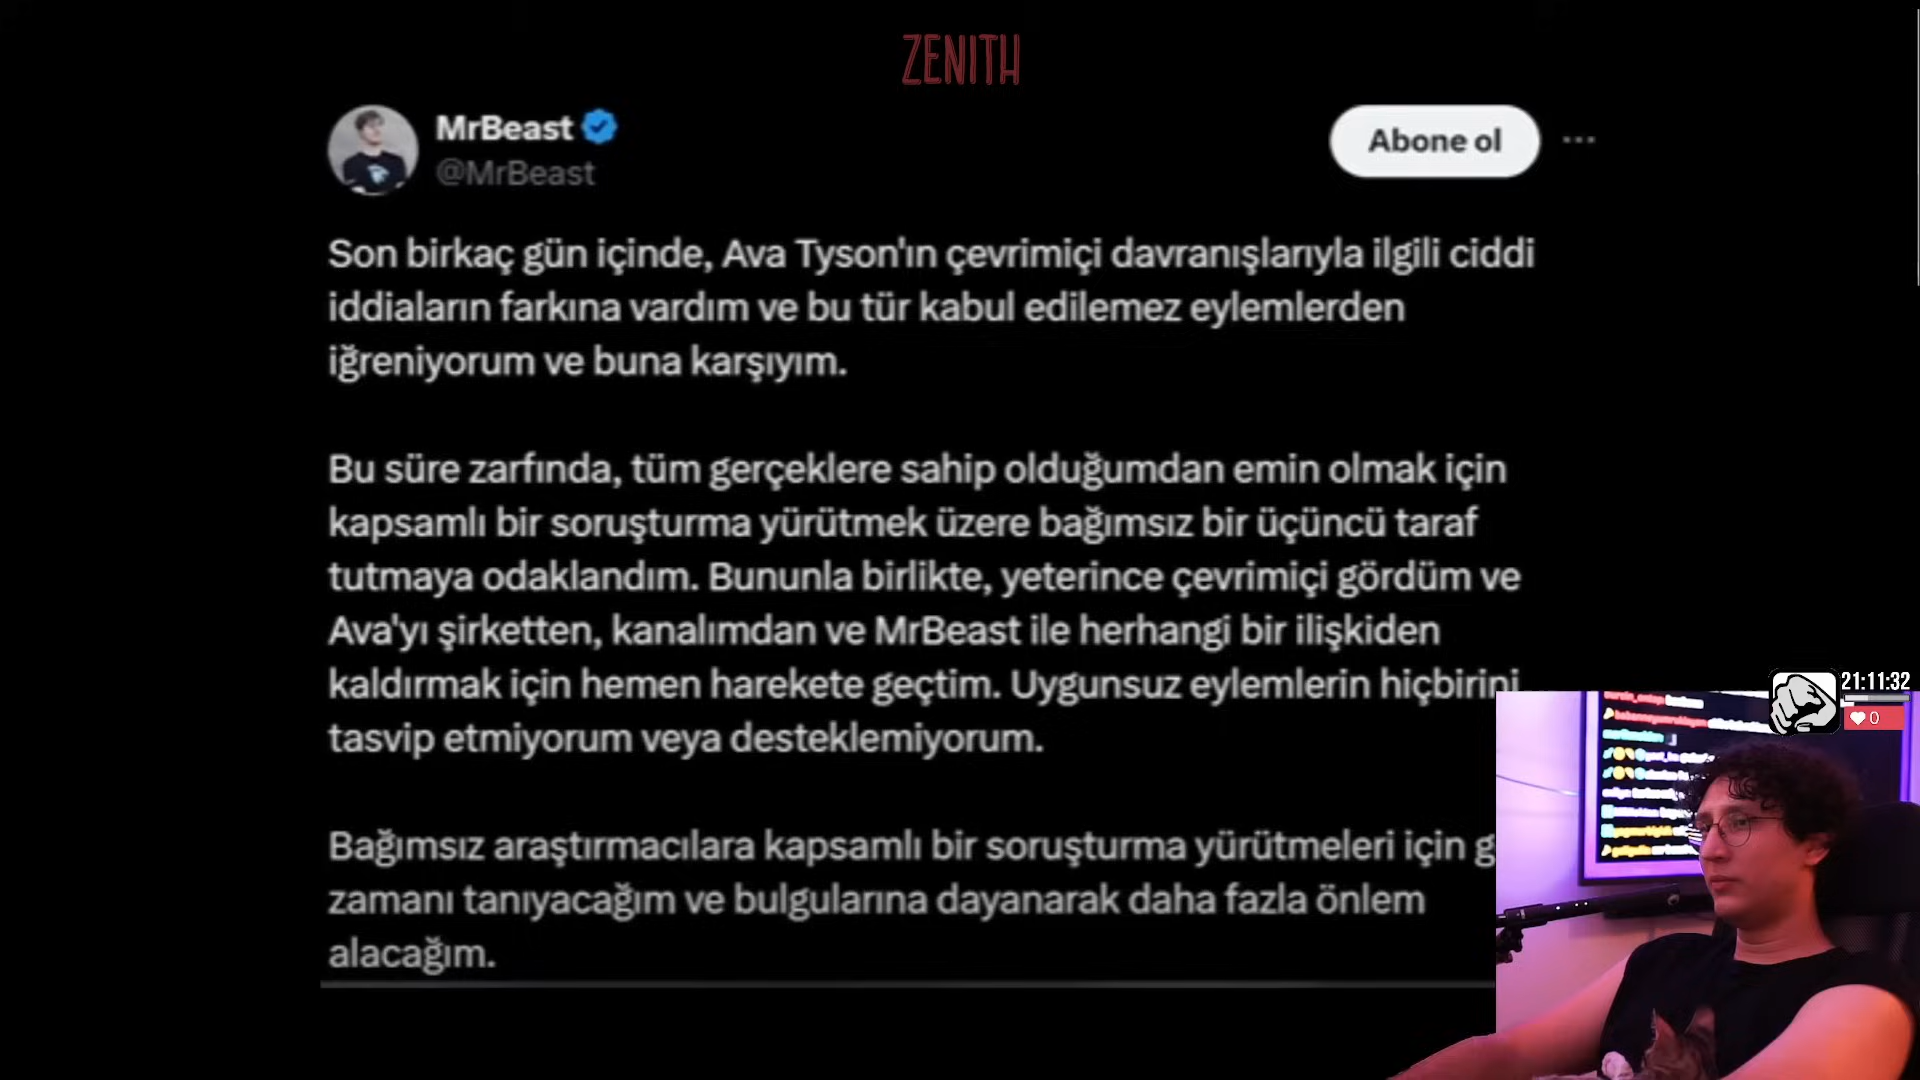 ZENITH
MrBeast
@MrBeast
Abone ol
Son birkaç gün içinde, Ava Tyson'ın çevrimiçi davranışlarıyla ilgili ciddi
iddiaların farkına vardım ve bu tür kabul edilemez eylemlerden
iğreniyorum ve buna karşıyım.
Bu süre zarfında, tüm gerçeklere sahip olduğumdan emin olmak için
kapsamlı bir soruşturma yürütmek üzere bağımsız bir üçüncü taraf
tutmaya odaklandım. Bununla birlikte, yeterince çevrimiçi gördüm ve
Ava'yı şirketten, kanalımdan ve MrBeast ile herhangi bir ilişkiden
kaldırmak için hemen harekete geçtim. Uygunsuz eylemlerin hiçbirini
tasvip etmiyorum veya desteklemiyorum.
Bağımsız araştırmacılara kapsamlı bir soruşturma yürütmeleri için g
zamanı tanıyacağım ve bulgularına dayanarak daha fazla önlem
alacağım.
21:11:32
0